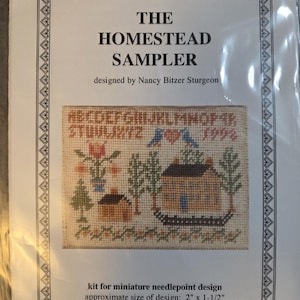 THE
HOMESTEAD
SAMPLER
designed by Nancy Bitzer Sturgeon
ABCDEFGHIJKLMNOPQR
STUVWXYZ 1998
kit for miniature needlepoint design
approximate size of design: 2" x 1-1/2"